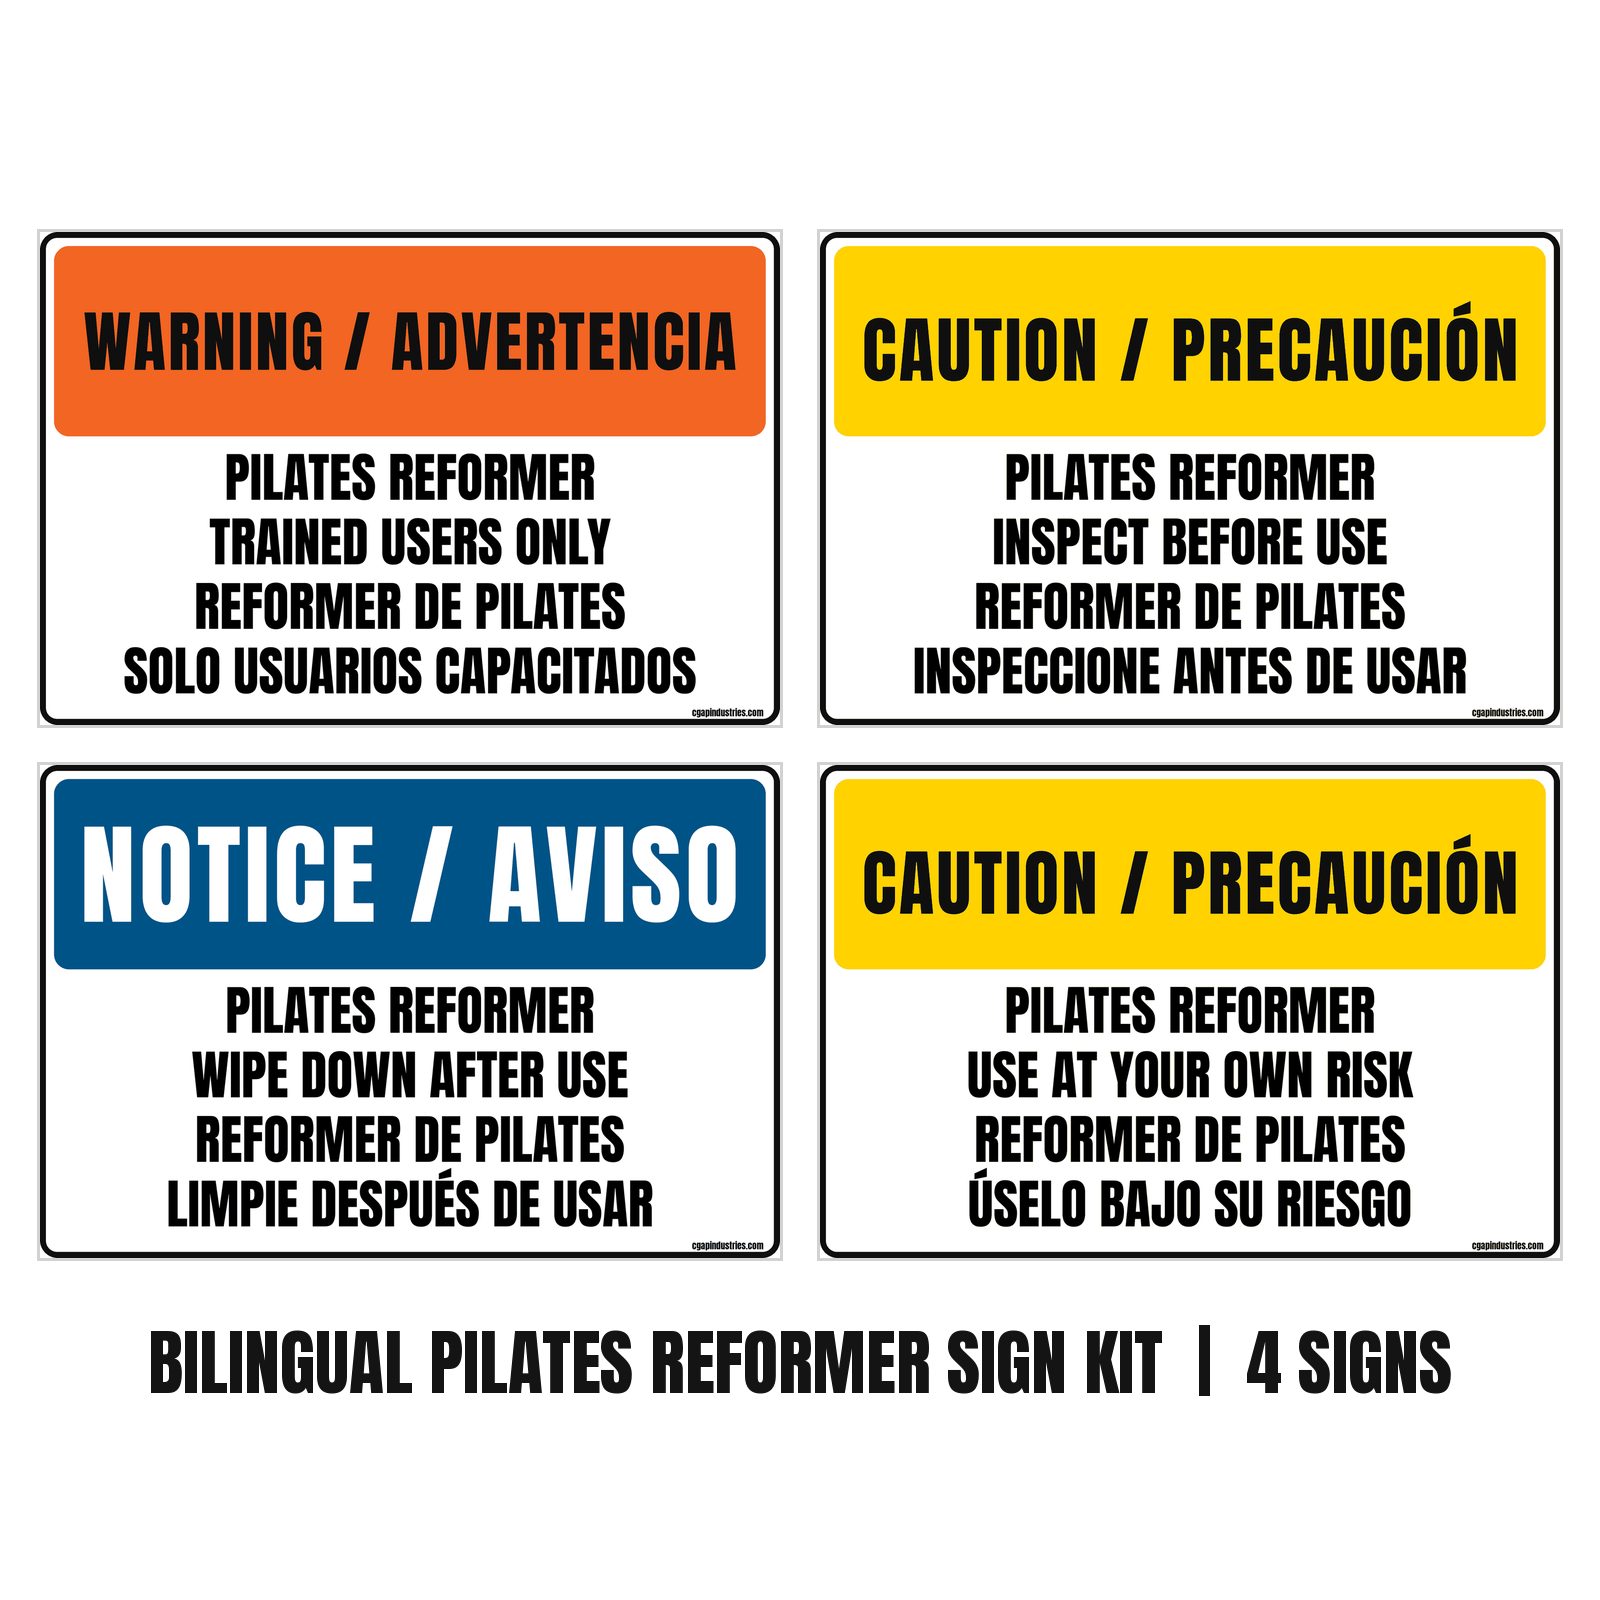 WARNING / ADVERTENCIA
PILATES REFORMER
TRAINED USERS ONLY
REFORMER DE PILATES
SOLO USUARIOS CAPACITADOS
cgapindustries.com
CAUTION / PRECAUCIÓN
PILATES REFORMER
INSPECT BEFORE USE
REFORMER DE PILATES
INSPECCIONE ANTES DE USAR
cgapindustries.com
NOTICE / AVISO
PILATES REFORMER
WIPE DOWN AFTER USE
REFORMER DE PILATES
LIMPIE DESPUÉS DE USAR
cgapindustries.com
CAUTION / PRECAUCIÓN
PILATES REFORMER
USE AT YOUR OWN RISK
REFORMER DE PILATES
ÚSELO BAJO SU RIESGO
cgapindustries.com
BILINGUAL PILATES REFORMER SIGN KIT | 4 SIGNS